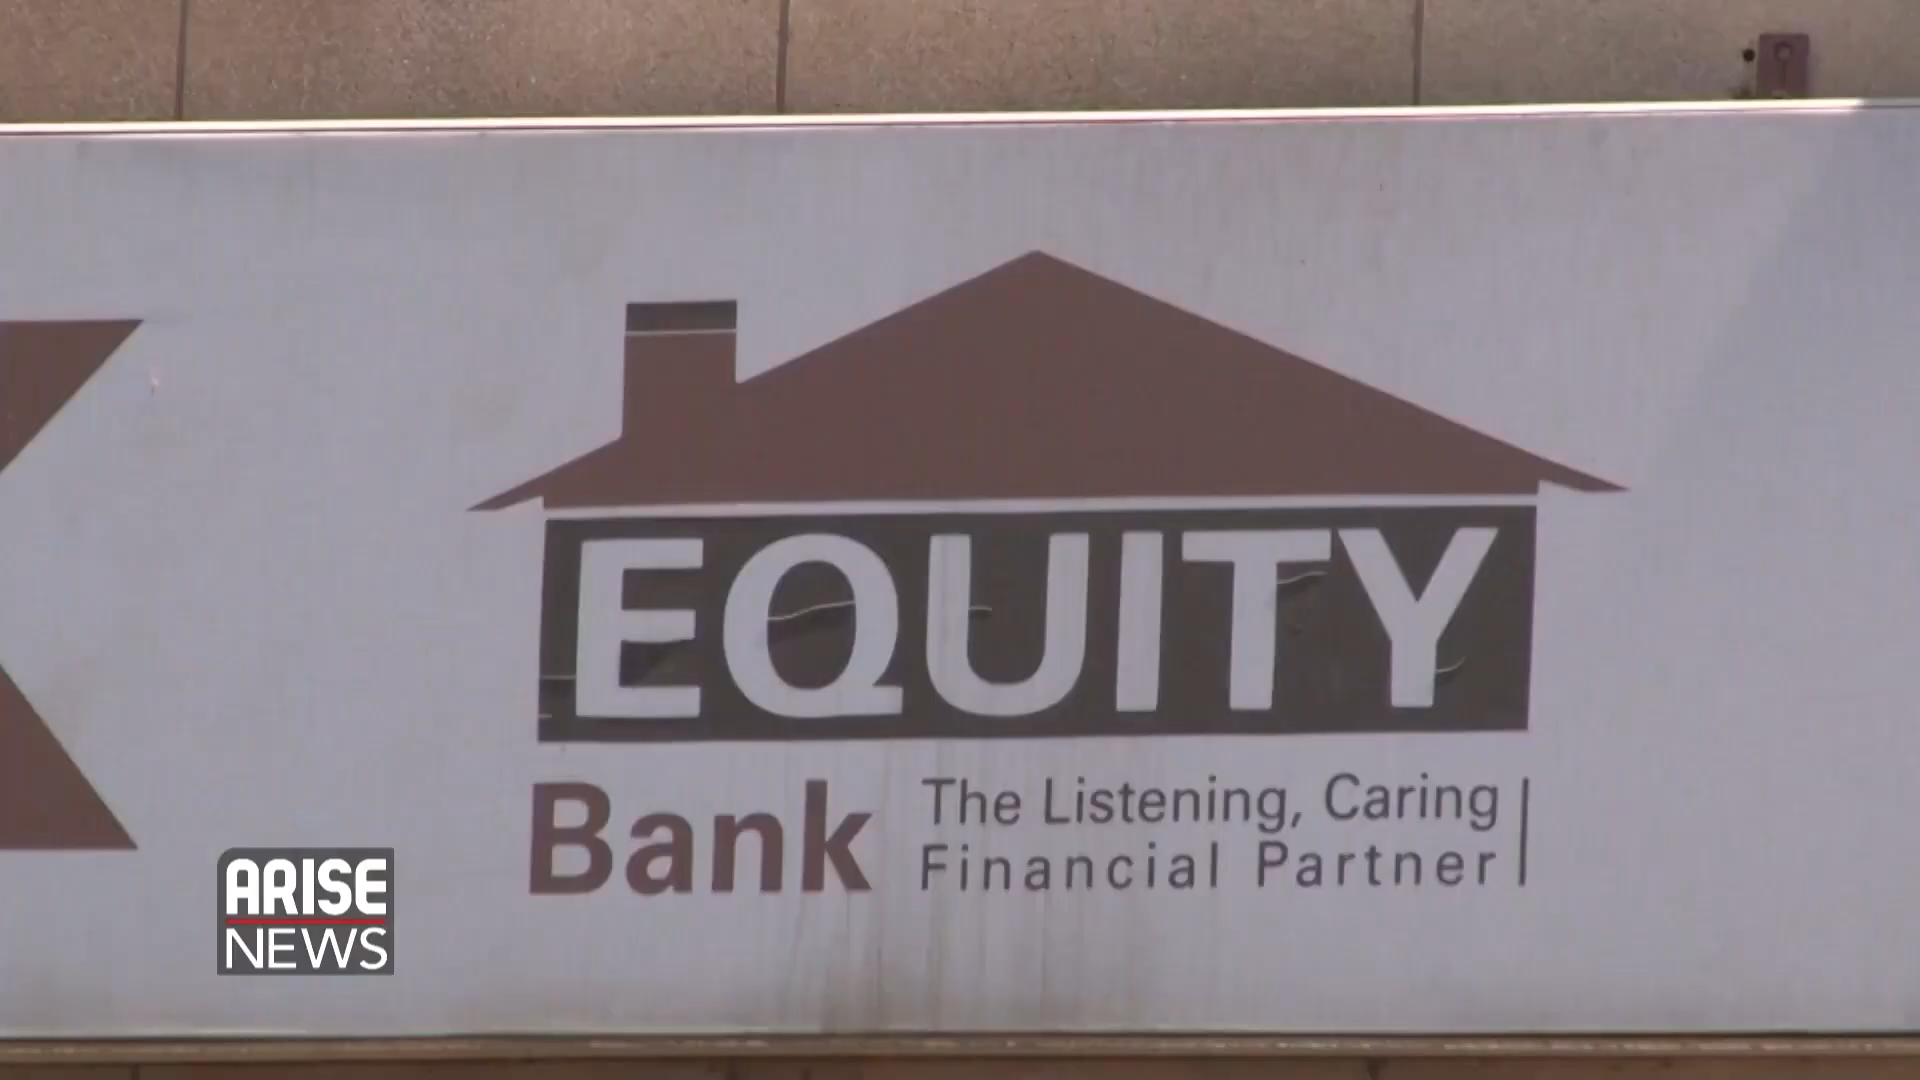 EQUITY
Bank
The Listening, Caring
Financial Partner
ARISE
NEWS